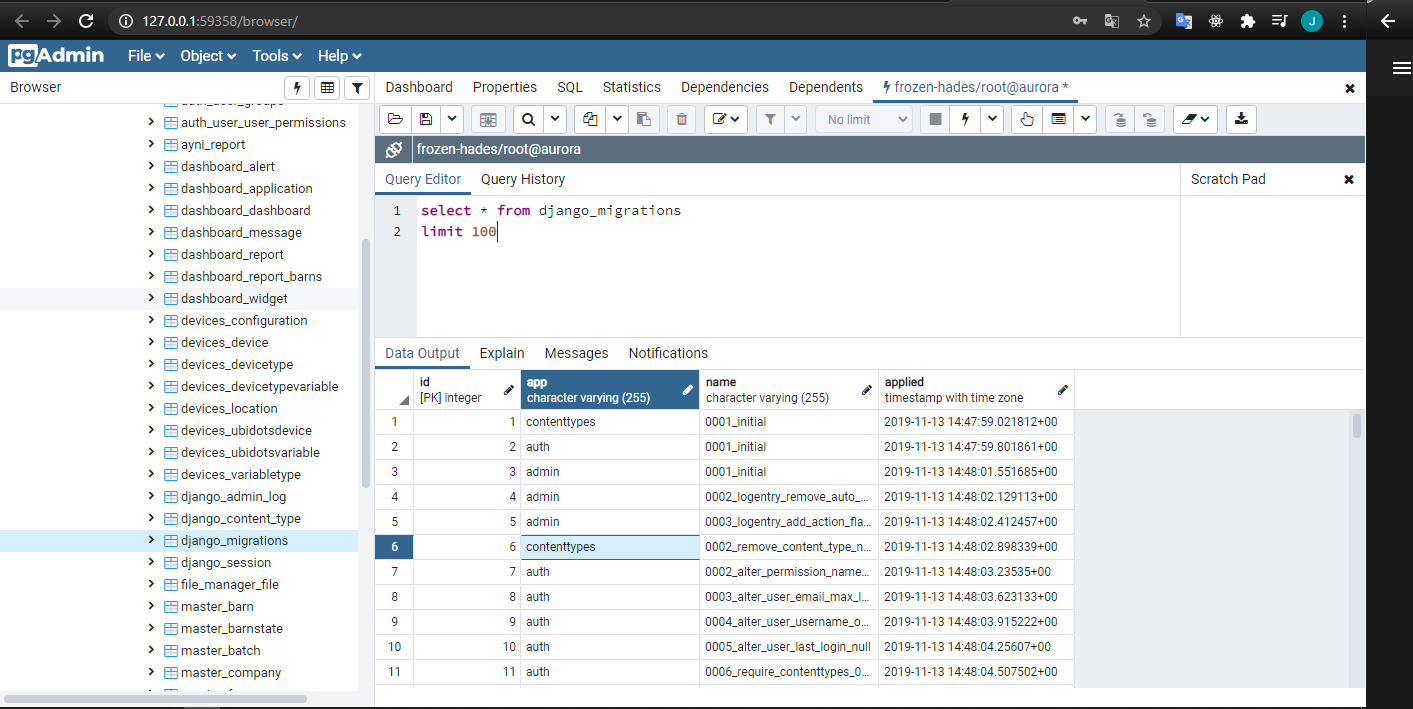 127.0.0.1:59358/browser/
J
pgAdmin File Object Tools Help
Browser
Dashboard Properties SQL Statistics Dependencies Dependents frozen-hades/root@aurora *
No limit
frozen-hades/root@aurora
Query Editor Query History
Scratch Pad
1 select * from django_migrations
2 limit 100
auth_user_groups
auth_user_user_permissions
ayni_report
dashboard_alert
dashboard_application
dashboard_dashboard
dashboard_message
dashboard_report
dashboard_report_barns
dashboard_widget
devices_configuration
devices_device
devices_devicetype
devices_devicetypevariable
devices_location
devices_ubidotsdevice
devices_ubidotsvariable
devices_variabletype
django_admin_log
django_content_type
django_migrations
django_session
file_manager_file
master_barn
master_barnstate
master_batch
master_company
Data Output Explain Messages Notifications
id app name applied
[PK] integer character varying (255) character varying (255) timestamp with time zone
1 1 contenttypes 0001_initial 2019-11-13 14:47:59.021812+00
2 2 auth 0001_initial 2019-11-13 14:47:59.801861+00
3 3 admin 0001_initial 2019-11-13 14:48:01.551685+00
4 4 admin 0002_logentry_remove_auto_... 2019-11-13 14:48:02.129113+00
5 5 admin 0003_logentry_add_action_fla... 2019-11-13 14:48:02.412457+00
6 6 contenttypes 0002_remove_content_type_n... 2019-11-13 14:48:02.898339+00
7 7 auth 0002_alter_permission_name... 2019-11-13 14:48:03.23535+00
8 8 auth 0003_alter_user_email_max_l... 2019-11-13 14:48:03.623133+00
9 9 auth 0004_alter_user_username_o... 2019-11-13 14:48:03.915222+00
10 10 auth 0005_alter_user_last_login_null 2019-11-13 14:48:04.25607+00
11 11 auth 0006_require_contenttypes_0... 2019-11-13 14:48:04.507502+00